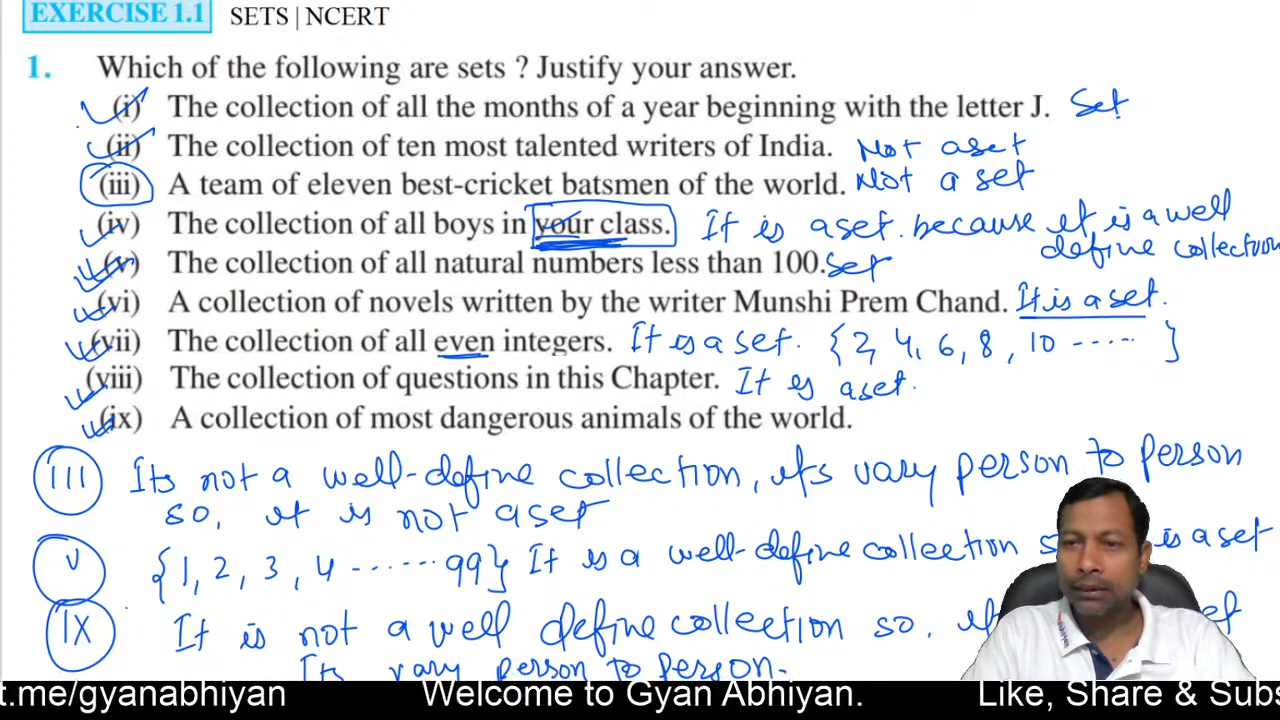 EXERCISE 1.1 SETS | NCERT
1. Which of the following are sets ? Justify your answer.
(i) The collection of all the months of a year beginning with the letter J. Set
(ii) The collection of ten most talented writers of India. Not a set
(iii) A team of eleven best-cricket batsmen of the world. Not a set
(iv) The collection of all boys in your class. It is a set. because it is a well
define collection
(v) The collection of all natural numbers less than 100. Set
(vi) A collection of novels written by the writer Munshi Prem Chand. It is a set.
(vii) The collection of all even integers. It is a set. {2, 4, 6, 8, 10 ..... }
(viii) The collection of questions in this Chapter. It is a set.
(ix) A collection of most dangerous animals of the world.
III Its not a well-define collection, it's vary person to person
so, it is not a set
V {1, 2, 3, 4 ...... 99} It is a well-define collection is a set
IX It is not a well define collection so.
Its vary person to person.
t.me/gyanabhiyan Welcome to Gyan Abhiyan. Like, Share & Subs